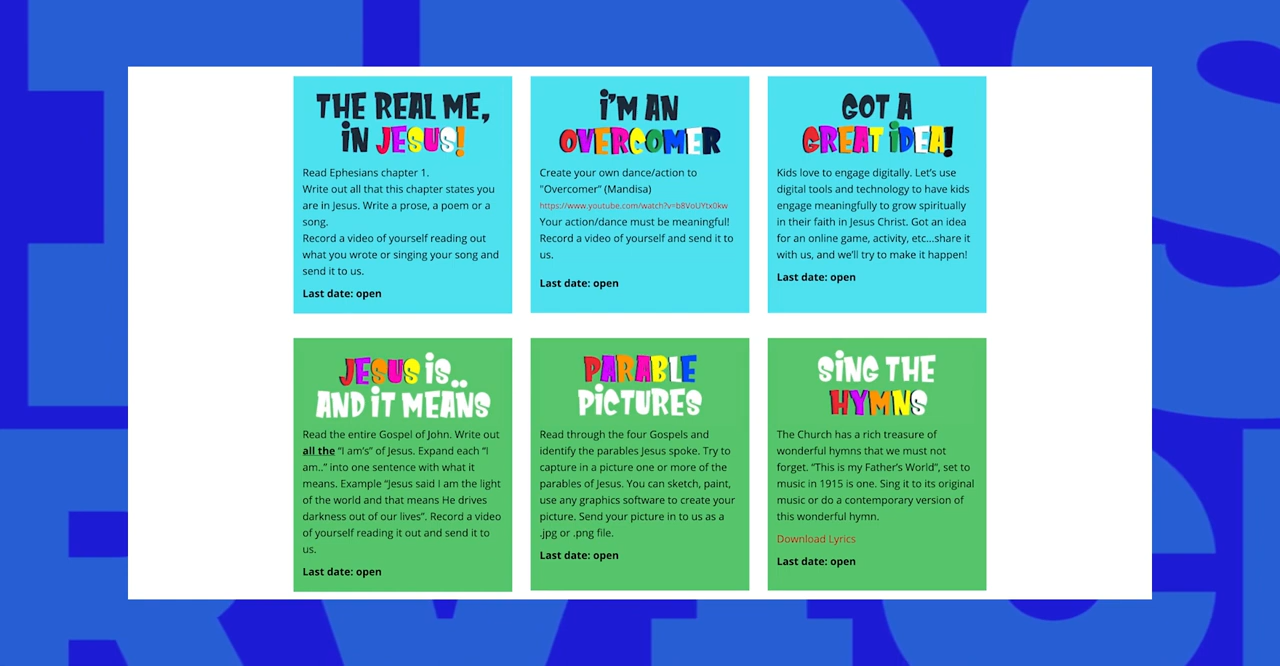 THE REAL ME,
iN JESUS!
Read Ephesians chapter 1.
Write out all that this chapter states you
are in Jesus. Write a prose, a poem or a
song.
Record a video of yourself reading out
what you wrote or singing your song and
send it to us.
Last date: open
i'M AN
OVERCOMER
Create your own dance/action to
"Overcomer" (Mandisa)
https://www.youtube.com/watch?v=b8VoUYtx0kw
Your action/dance must be meaningful!
Record a video of yourself and send it to
us.
Last date: open
GOT A
GREAT iDEA!
Kids love to engage digitally. Let’s use
digital tools and technology to have kids
engage meaningfully to grow spiritually
in their faith in Jesus Christ. Got an idea
for an online game, activity, etc...share it
with us, and we’ll try to make it happen!
Last date: open
JESUS iS..
AND iT MEANS
Read the entire Gospel of John. Write out
all the “I am’s” of Jesus. Expand each “I
am..” into one sentence with what it
means. Example “Jesus said I am the light
of the world and that means He drives
darkness out of our lives”. Record a video
of yourself reading it out and send it to
us.
Last date: open
PARABLE
PiCTURES
Read through the four Gospels and
identify the parables Jesus spoke. Try to
capture in a picture one or more of the
parables of Jesus. You can sketch, paint,
use any graphics software to create your
picture. Send your picture in to us as a
.jpg or .png file.
Last date: open
SiNG THE
HYMNS
The Church has a rich treasure of
wonderful hymns that we must not
forget. “This is my Father’s World”, set to
music in 1915 is one. Sing it to its original
music or do a contemporary version of
this wonderful hymn.
Download Lyrics
Last date: open